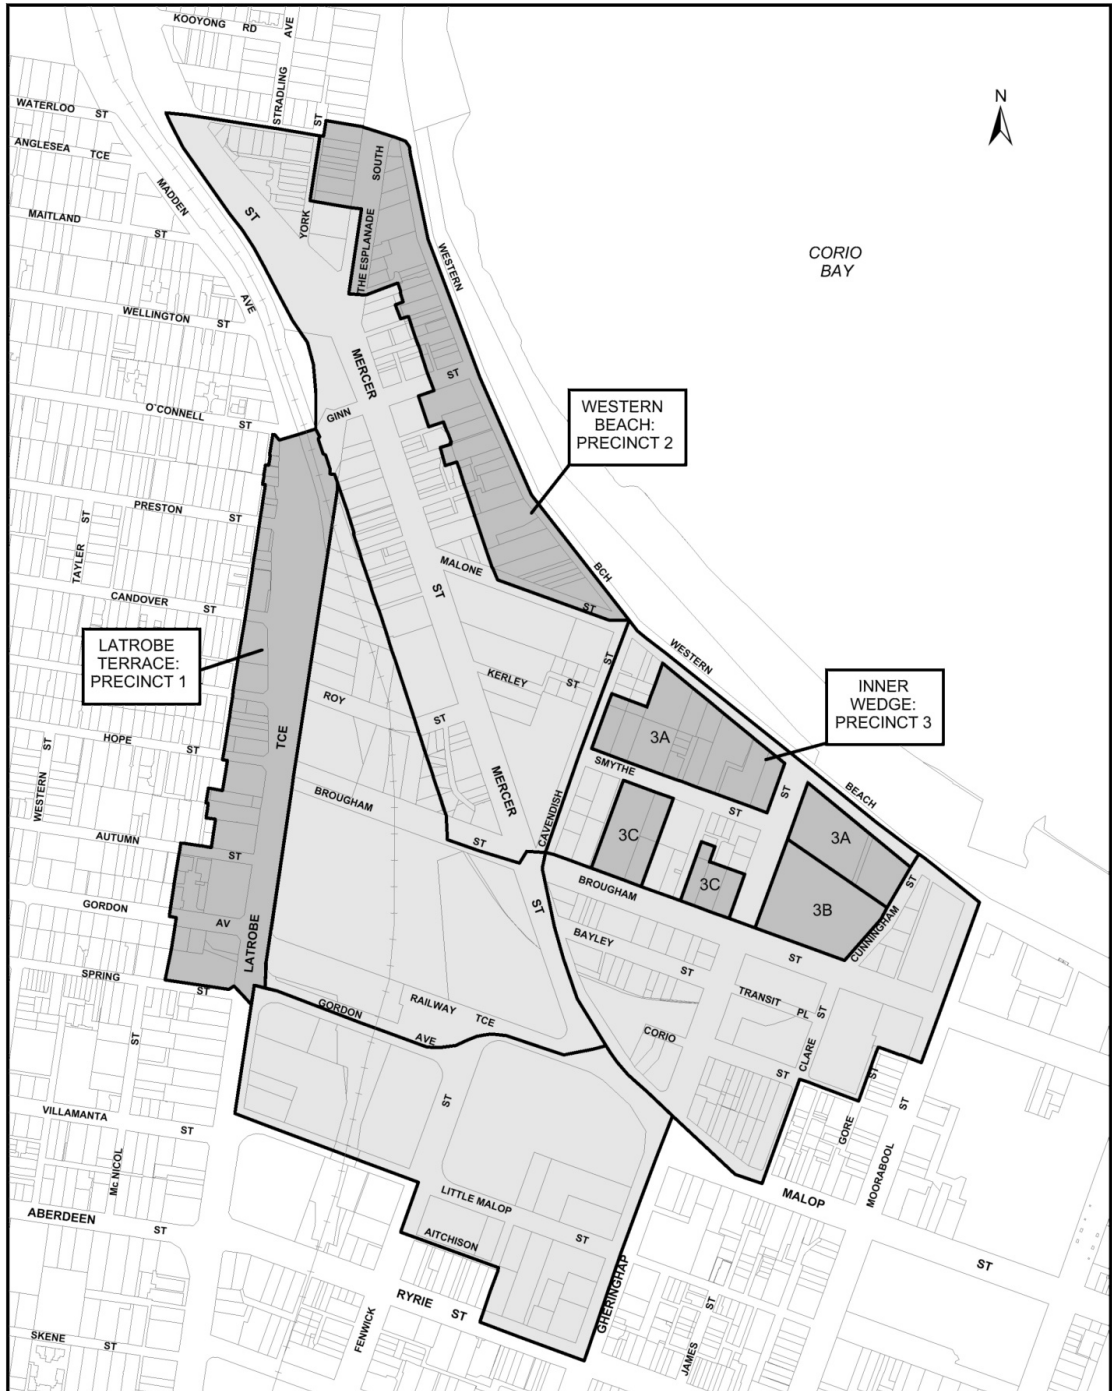 KOOYONG RD
STRADLING AVE
N
WATERLOO ST
ANGLESEA TCE
ST
SOUTH
MADDEN AVE
ST
MAITLAND ST
YORK
THE ESPLANADE
WESTERN
CORIO
BAY
WELLINGTON ST
MERCER
ST
GINN
O'CONNELL ST
WESTERN
BEACH:
PRECINCT 2
PRESTON ST
TAYLER ST
MALONE ST
BCH
ST
CANDOVER ST
LATROBE
TERRACE:
PRECINCT 1
WESTERN
ST
KERLEY ST
INNER
WEDGE:
PRECINCT 3
ROY ST
HOPE ST
TCE
3A
SMYTHE ST
ST
MERCER
BROUGHAM ST
WESTERN ST
CAVENDISH
BEACH
AUTUMN ST
3C
3A
3C
BROUGHAM ST
3B
ST
CUNNINGHAM
GORDON AV
ST
BAYLEY ST
LATROBE
SPRING ST
TRANSIT PL
ST
RAILWAY TCE
GORDON AVE
CORIO ST
CLARE
ST
ST
ST
VILLAMANTA ST
ST
GORE
MOORABOOL
Mc NICOL
LITTLE MALOP ST
MALOP ST
ABERDEEN ST
AITCHISON
GHERINGHAP
RYRIE ST
FENWICK
ST
JAMES
SKENE ST